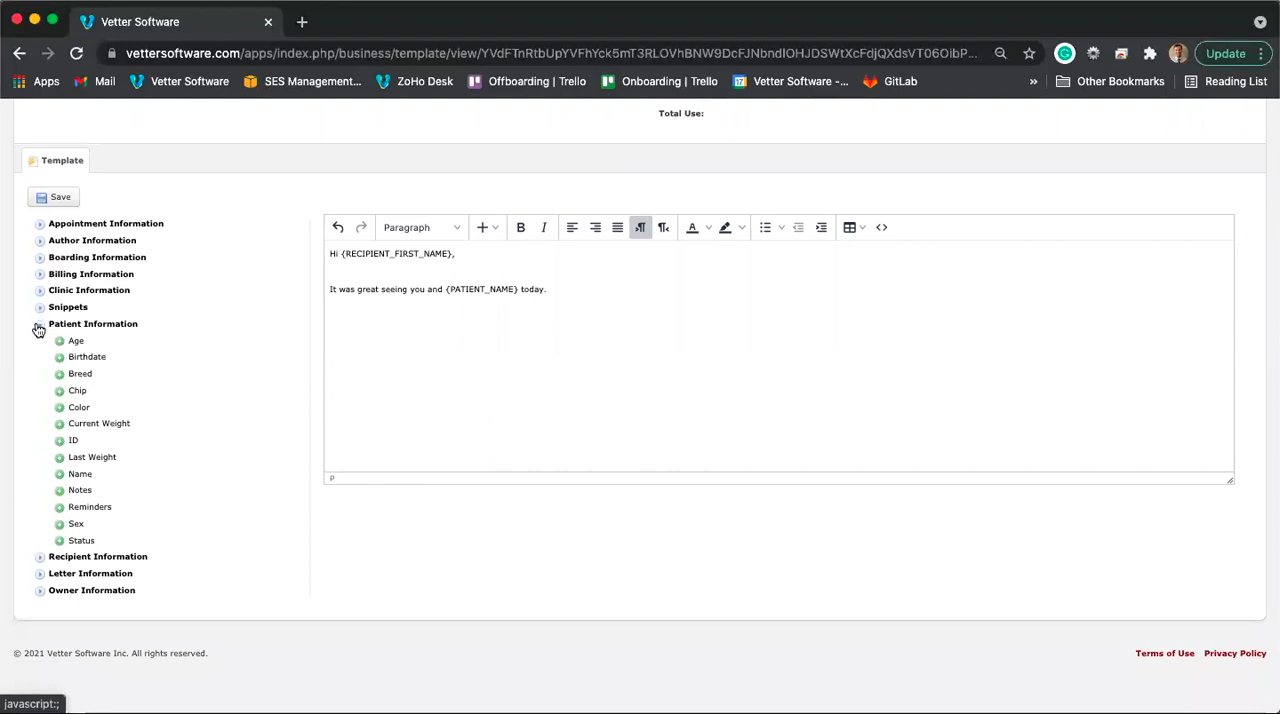 Vetter Software
vettersoftware.com/apps/index.php/business/template/view/YVdFTnRtbUpYVFhYck5mT3RLOVhBNW9DcFJNbndIOHJDSWtXcFdjQXdsVT06OibP...
Update
Apps
Mail
Vetter Software
SES Management...
ZoHo Desk
Offboarding | Trello
Onboarding | Trello
Vetter Software -...
GitLab
»
Other Bookmarks
Reading List
Total Use:
Template
Save
Appointment Information
Author Information
Boarding Information
Billing Information
Clinic Information
Snippets
Patient Information
Age
Birthdate
Breed
Chip
Color
Current Weight
ID
Last Weight
Name
Notes
Reminders
Sex
Status
Recipient Information
Letter Information
Owner Information
Paragraph
B I A
Hi {RECIPIENT_FIRST_NAME},
It was great seeing you and {PATIENT_NAME} today.
P
© 2021 Vetter Software Inc. All rights reserved.
Terms of Use Privacy Policy
javascript:;